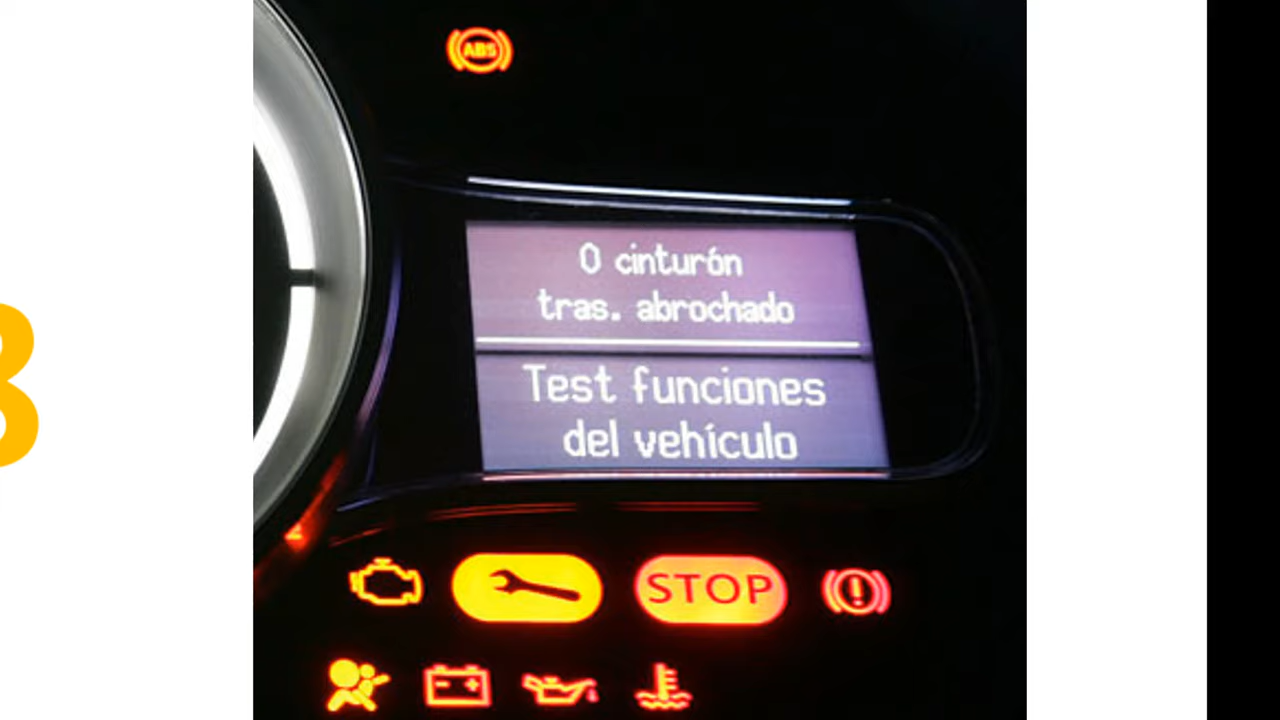 ABS
0 cinturón
tras. abrochado
Test funciones
del vehículo
STOP